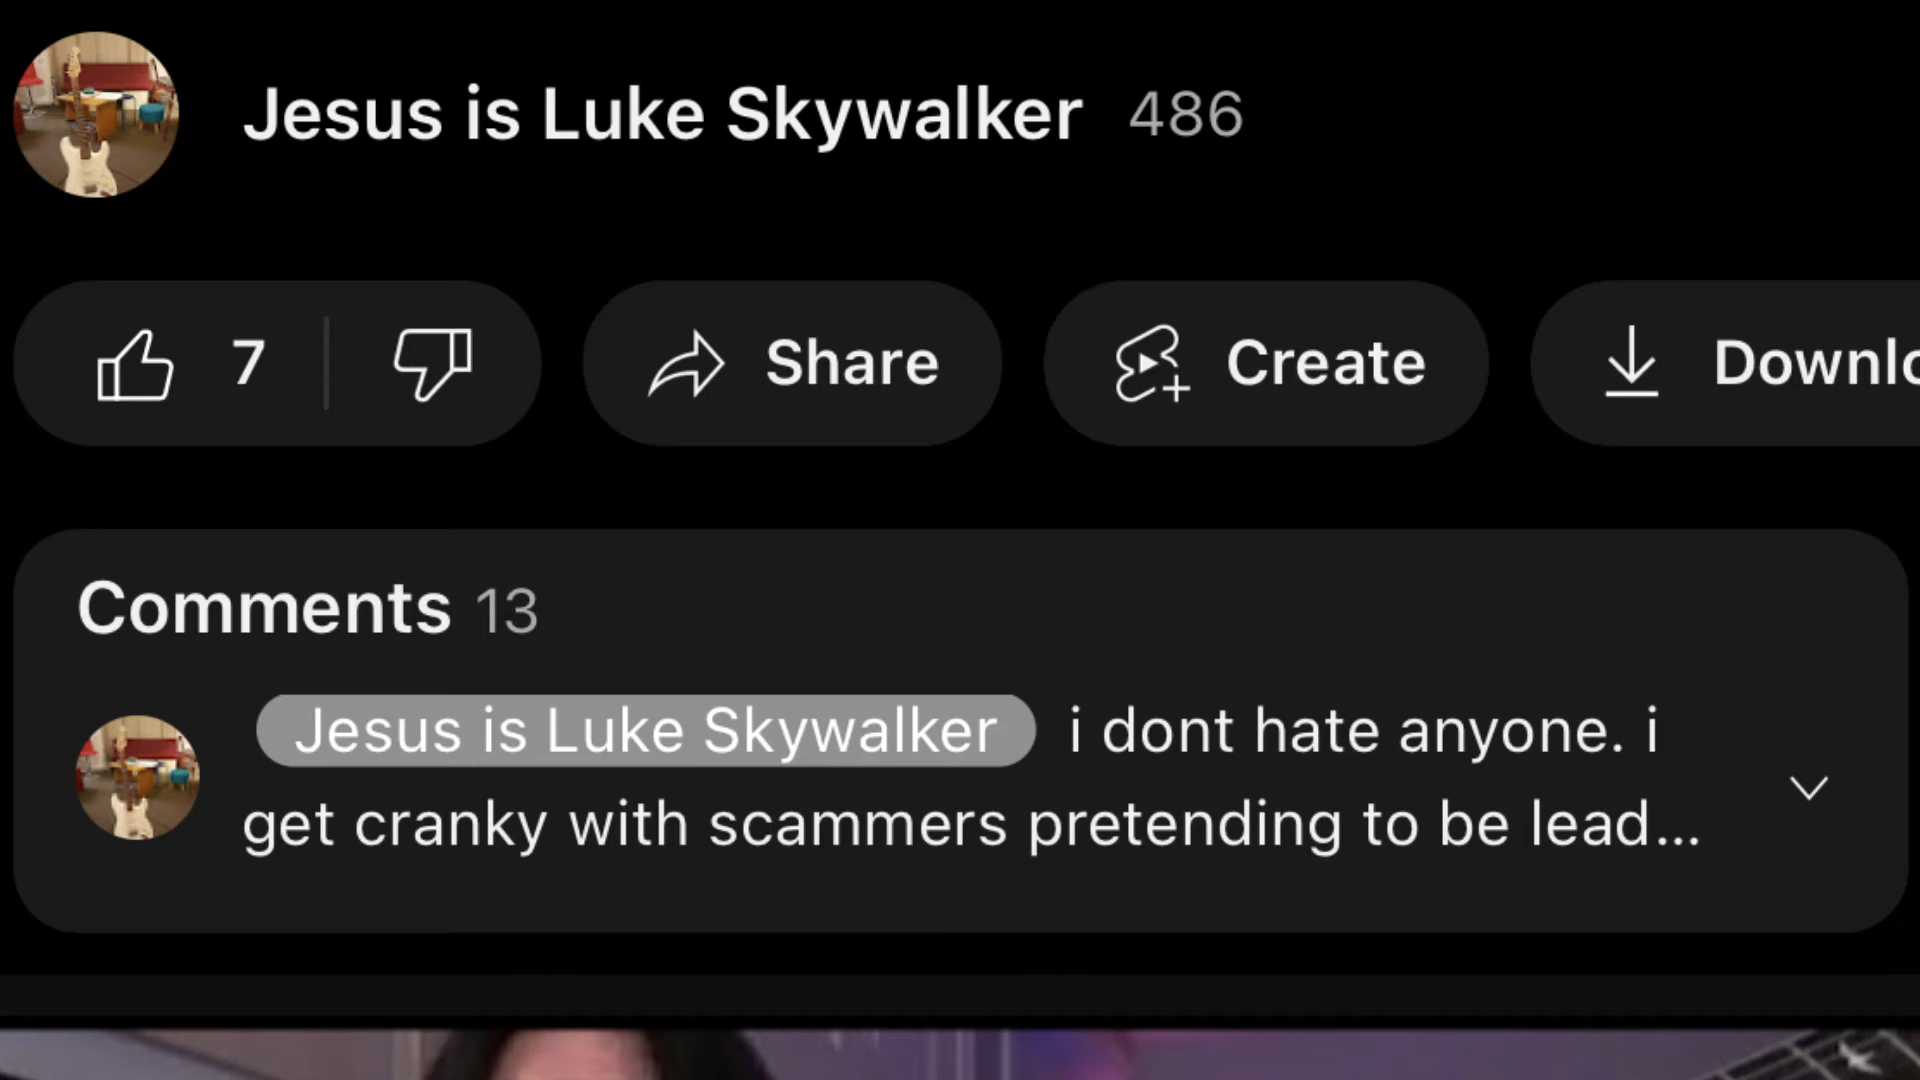 Jesus is Luke Skywalker 486
7 Share Create Downlo
Comments 13
Jesus is Luke Skywalker i dont hate anyone. i
get cranky with scammers pretending to be lead...